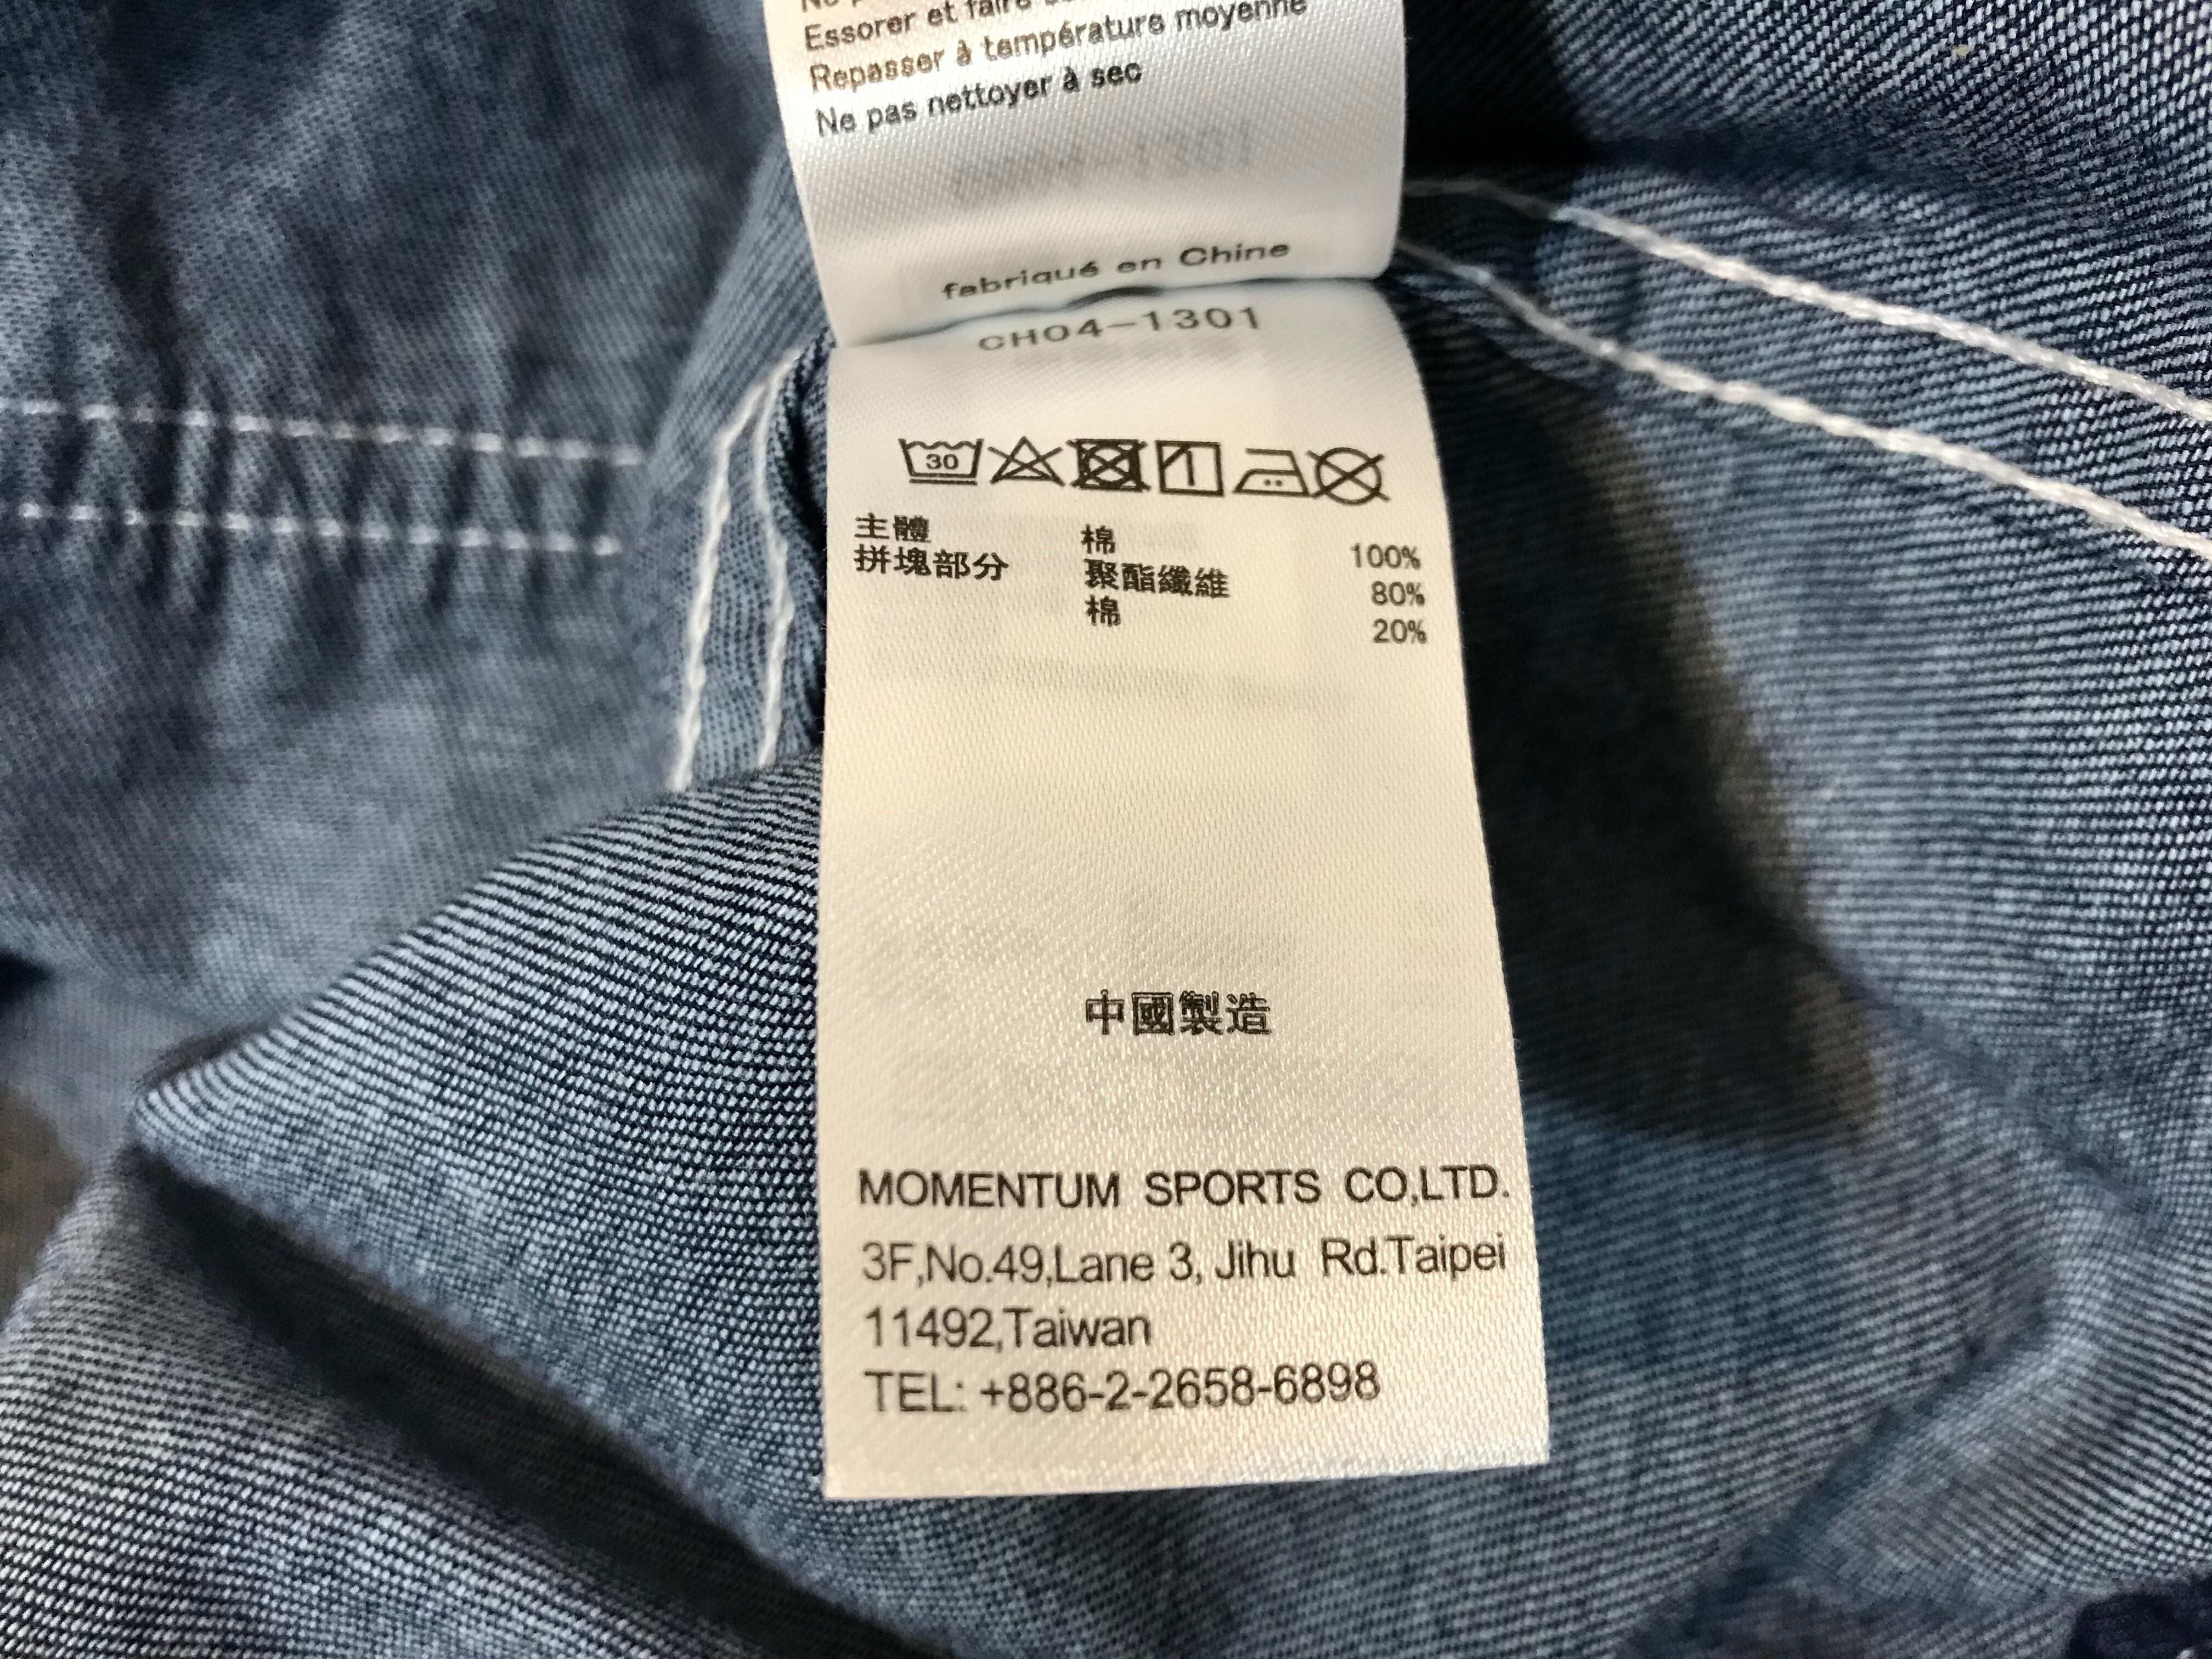 Essorer et faire
Repasser à température moyenne
Ne pas nettoyer à sec
fabriqué en Chine
CH04-1301
30
主體 棉 100%
拼塊部分 聚酯纖維 80%
棉 20%
中國製造
MOMENTUM SPORTS CO,LTD.
3F,No.49,Lane 3, Jihu Rd.Taipei
11492,Taiwan
TEL: +886-2-2658-6898